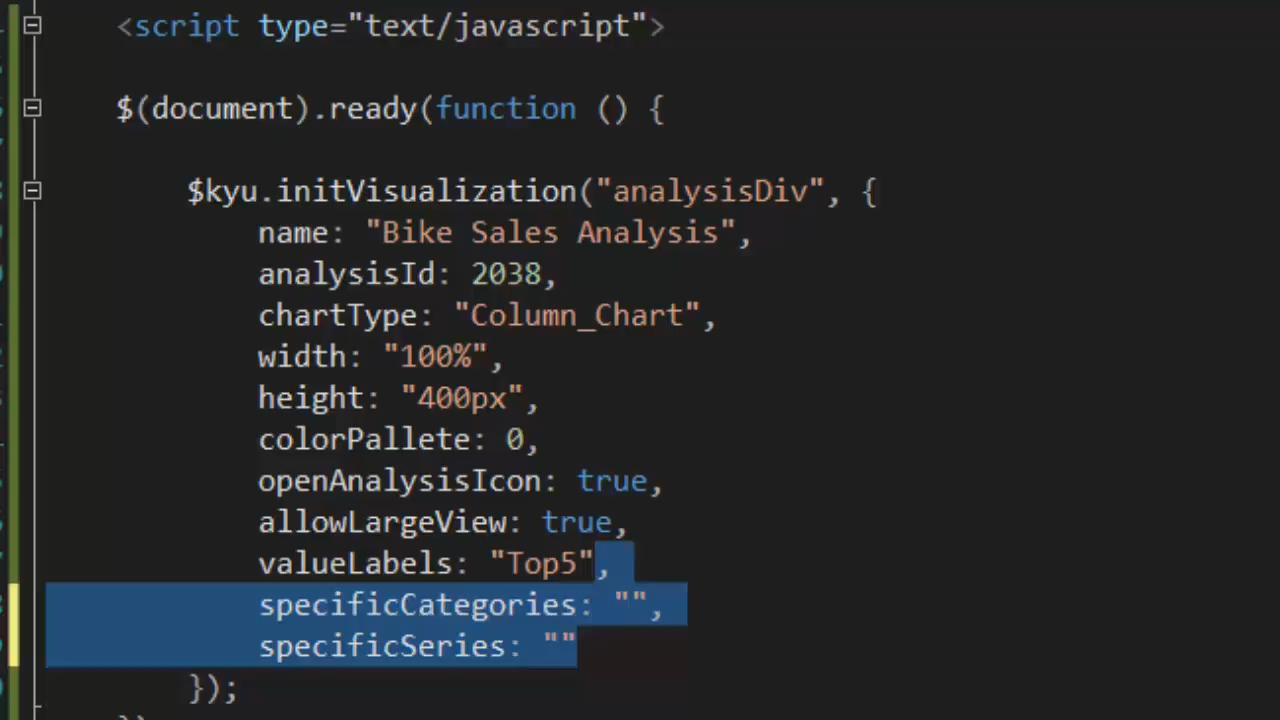 <script type="text/javascript">
$(document).ready(function () {
$kyu.initVisualization("analysisDiv", {
name: "Bike Sales Analysis",
analysisId: 2038,
chartType: "Column_Chart",
width: "100%",
height: "400px",
colorPallete: 0,
openAnalysisIcon: true,
allowLargeView: true,
valueLabels: "Top5",
specificCategories: "",
specificSeries: ""
});